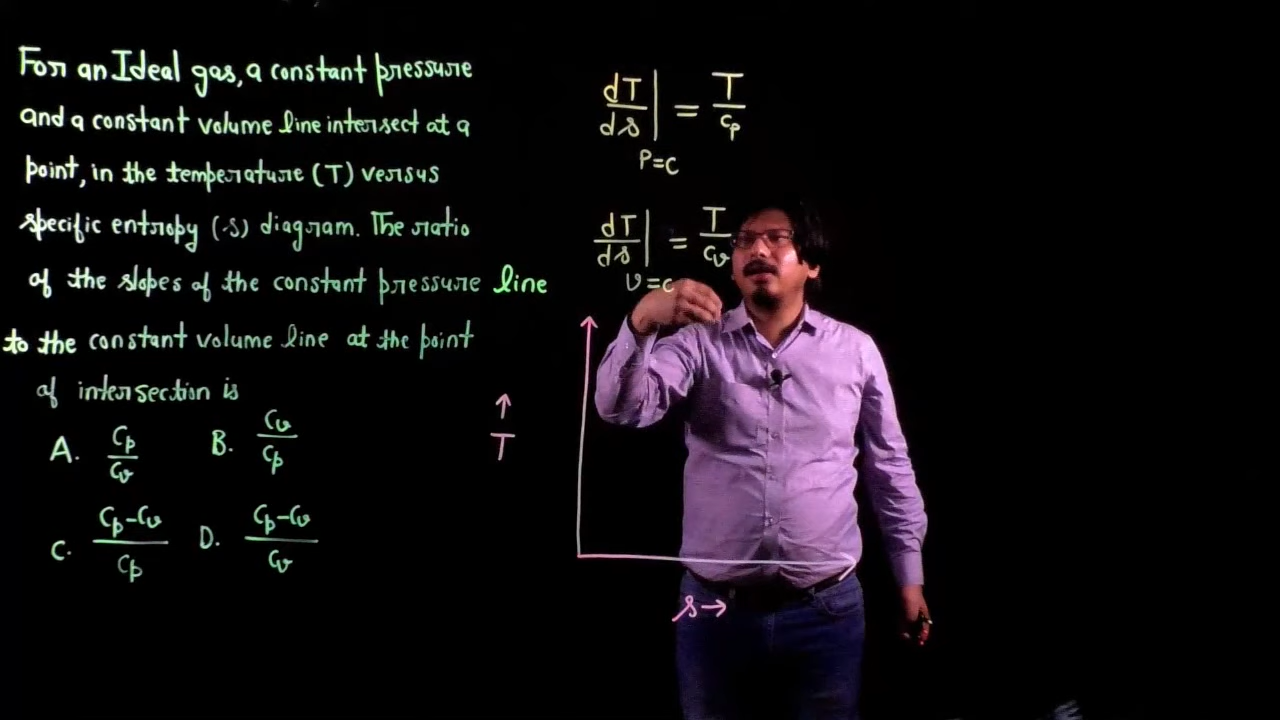 For an Ideal gas, a constant pressure
and a constant volume line intersect at a
point, in the temperature (T) versus
specific entropy (s) diagram. The ratio
of the slopes of the constant pressure line
to the constant volume line at the point
of intersection is
A. Cp/Cv B. Cv/Cp
C. Cp-Cv/Cp D. Cp-Cv/Cv
dT/ds| = T/Cp
P=C
dT/ds| = T/Cv
v=c
↑
T
s→